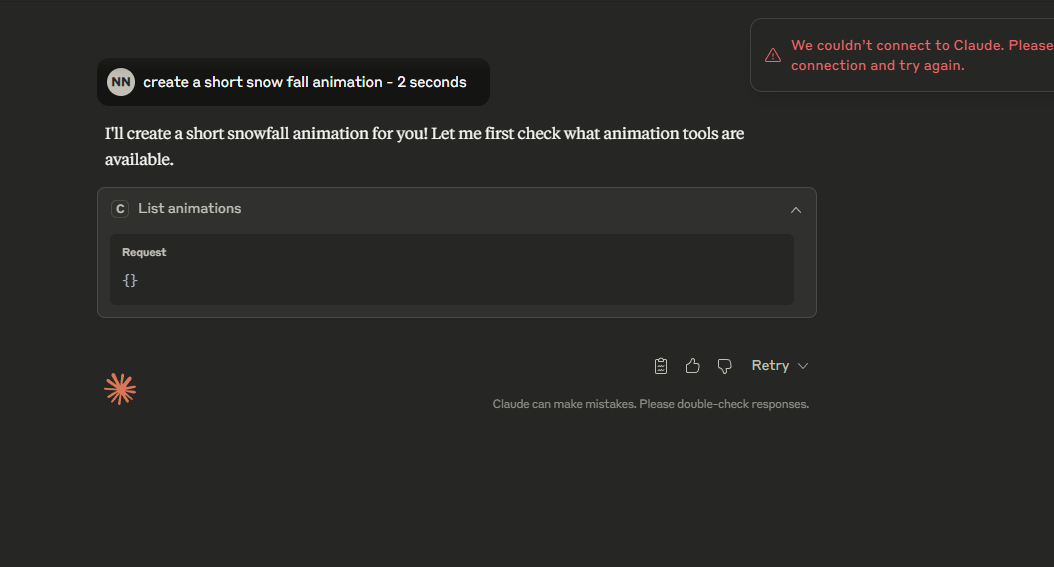 We couldn't connect to Claude. Please
connection and try again.
NN create a short snow fall animation - 2 seconds
I'll create a short snowfall animation for you! Let me first check what animation tools are
available.
C List animations
Request
{}
Retry
Claude can make mistakes. Please double-check responses.